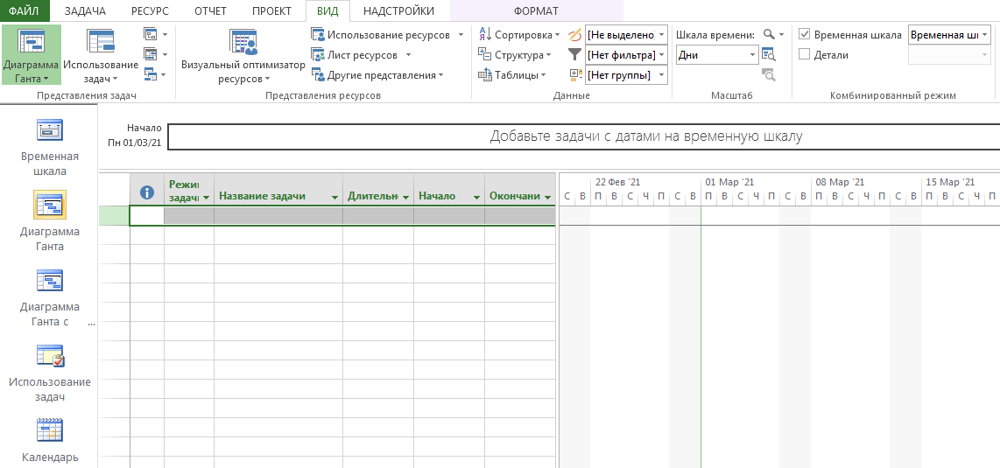 ФАЙЛ ЗАДАЧА РЕСУРС ОТЧЕТ ПРОЕКТ ВИД НАДСТРОЙКИ ФОРМАТ
Диаграмма Ганта
Использование задач
Представления задач
Визуальный оптимизатор ресурсов
Использование ресурсов
Лист ресурсов
Другие представления
Представления ресурсов
Сортировка
Структура
Таблицы
[Не выделено
[Нет фильтра]
[Нет группы]
Данные
Шкала времени:
Дни
Масштаб
Временная шкала Временная ш
Детали
Комбинированный режим
Временная
шкала
Диаграмма
Ганта
Диаграмма
Ганта с ...
Использование
задач
Календарь
Начало
Пн 01/03/21
Добавьте задачи с датами на временную шкалу
Режим задачи Название задачи Длительн Начало Окончани
22 Фев '21 01 Мар '21 08 Мар '21 15 Мар '21
С В П В С Ч П С В П В С Ч П С В П В С Ч П С В П В С Ч П